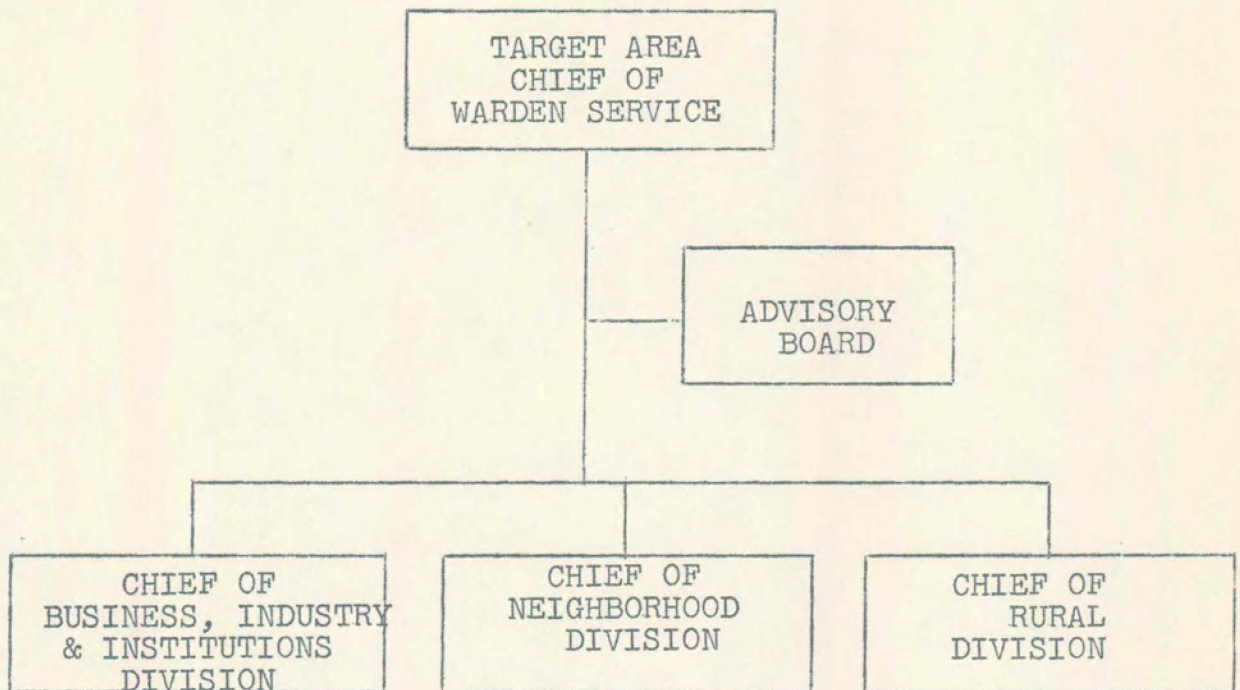 TARGET AREA
CHIEF OF
WARDEN SERVICE
ADVISORY
BOARD
CHIEF OF
BUSINESS, INDUSTRY
& INSTITUTIONS
DIVISION
CHIEF OF
NEIGHBORHOOD
DIVISION
CHIEF OF
RURAL
DIVISION